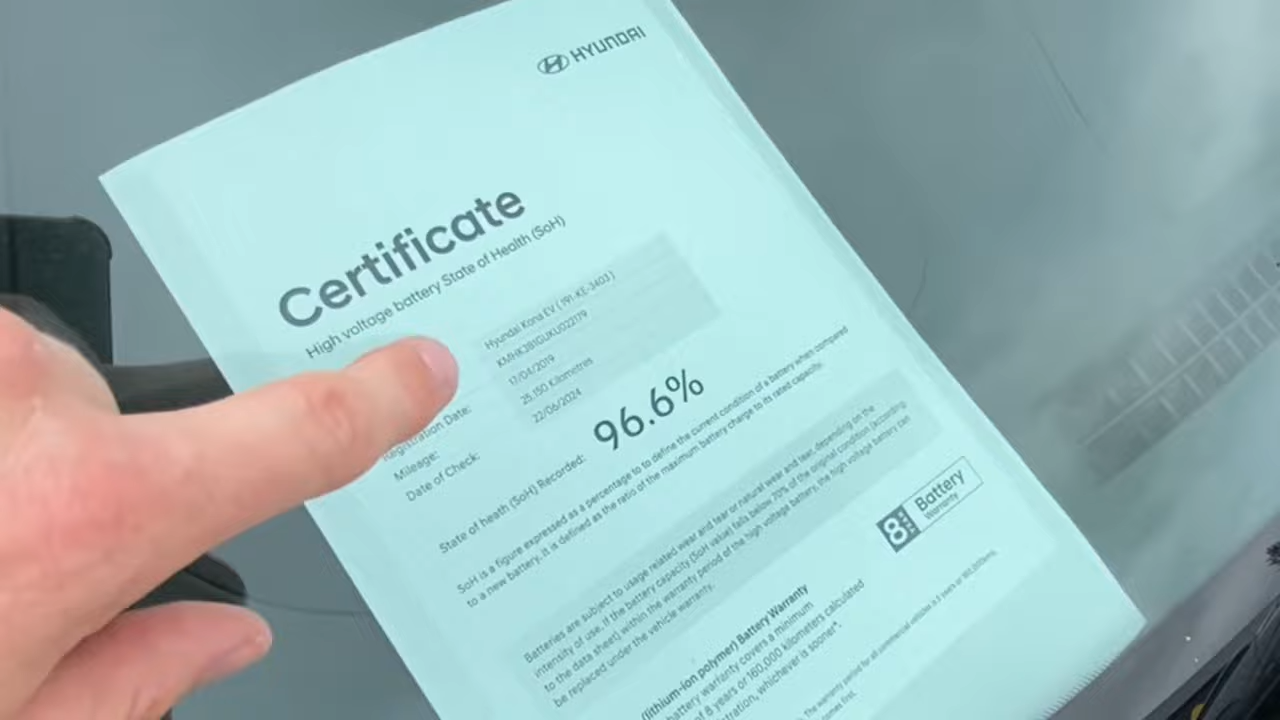 HYUNDAI
Certificate
High voltage battery State of Health (SoH)
Hyundai Kona EV ( 191-KE-3403 )
KMHK381GUKU022179
Registration Date: 17/04/2019
Mileage: 25,150 Kilometres
Date of Check: 22/06/2024
State of heath (SoH) Recorded: 96.6%
SoH is a figure expressed as a percentage to to define the current condition of a battery when compared
to a new battery. It is defined as the ratio of the maximum battery charge to its rated capacity.
Batteries are subject to usage related wear and tear or natural wear and tear, depending on the
intensity of use. If the battery capacity (SoH value) falls below 70% of the original condition (according
to the data sheet) within the warranty period of the high voltage battery, the high voltage battery can
be replaced under the vehicle warranty.
8 Battery
Warranty
(lithium-ion polymer) Battery Warranty
battery warranty covers a minimum
of 8 years or 160,000 kilometers calculated
whichever is sooner*.